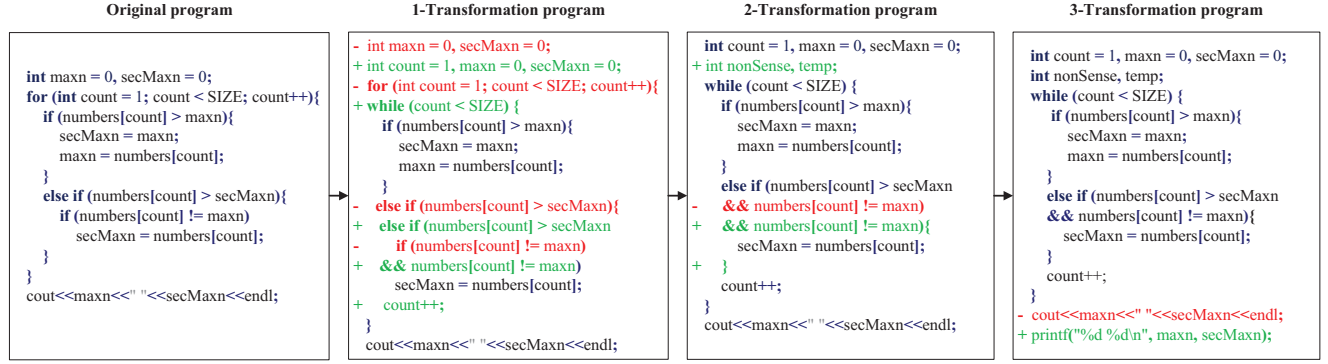 Original program
int maxn = 0, secMaxn = 0;
for (int count = 1; count < SIZE; count++){
if (numbers[count] > maxn){
secMaxn = maxn;
maxn = numbers[count];
}
else if (numbers[count] > secMaxn){
if (numbers[count] != maxn)
secMaxn = numbers[count];
}
}
cout<<maxn<<" "<<secMaxn<<endl;
1-Transformation program
- int maxn = 0, secMaxn = 0;
+ int count = 1, maxn = 0, secMaxn = 0;
- for (int count = 1; count < SIZE; count++){
+ while (count < SIZE) {
if (numbers[count] > maxn){
secMaxn = maxn;
maxn = numbers[count];
}
- else if (numbers[count] > secMaxn){
+ else if (numbers[count] > secMaxn
- if (numbers[count] != maxn)
+ && numbers[count] != maxn)
secMaxn = numbers[count];
+ count++;
}
cout<<maxn<<" "<<secMaxn<<endl;
2-Transformation program
int count = 1, maxn = 0, secMaxn = 0;
+ int nonSense, temp;
while (count < SIZE) {
if (numbers[count] > maxn){
secMaxn = maxn;
maxn = numbers[count];
}
else if (numbers[count] > secMaxn
- && numbers[count] != maxn)
+ && numbers[count] != maxn){
secMaxn = numbers[count];
+ }
count++;
}
cout<<maxn<<" "<<secMaxn<<endl;
3-Transformation program
int count = 1, maxn = 0, secMaxn = 0;
int nonSense, temp;
while (count < SIZE) {
if (numbers[count] > maxn){
secMaxn = maxn;
maxn = numbers[count];
}
else if (numbers[count] > secMaxn
&& numbers[count] != maxn){
secMaxn = numbers[count];
}
count++;
}
- cout<<maxn<<" "<<secMaxn<<endl;
+ printf("%d %d\n", maxn, secMaxn);